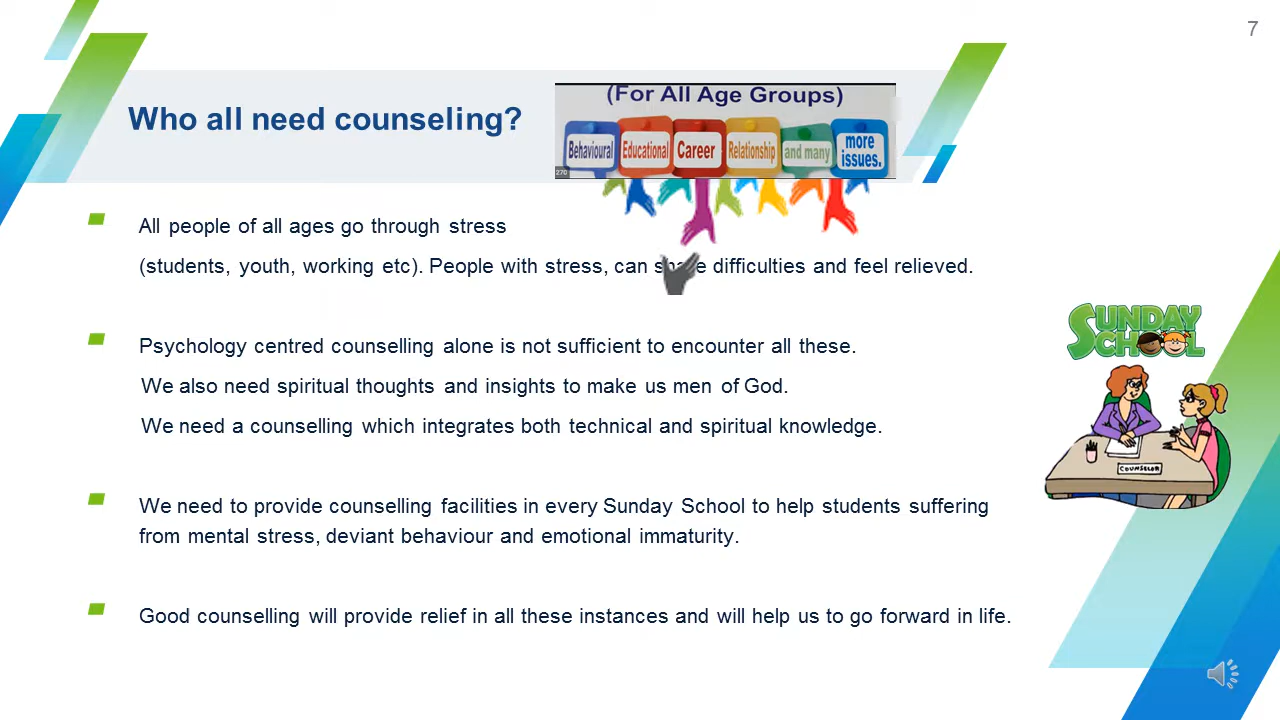 7
Who all need counseling?
(For All Age Groups)
Behavioural Educational Career Relationship and many more issues.
270
All people of all ages go through stress
(students, youth, working etc). People with stress, can share difficulties and feel relieved.
Psychology centred counselling alone is not sufficient to encounter all these.
We also need spiritual thoughts and insights to make us men of God.
We need a counselling which integrates both technical and spiritual knowledge.
SUNDAY
SCHOOL
COUNSELOR
We need to provide counselling facilities in every Sunday School to help students suffering
from mental stress, deviant behaviour and emotional immaturity.
Good counselling will provide relief in all these instances and will help us to go forward in life.